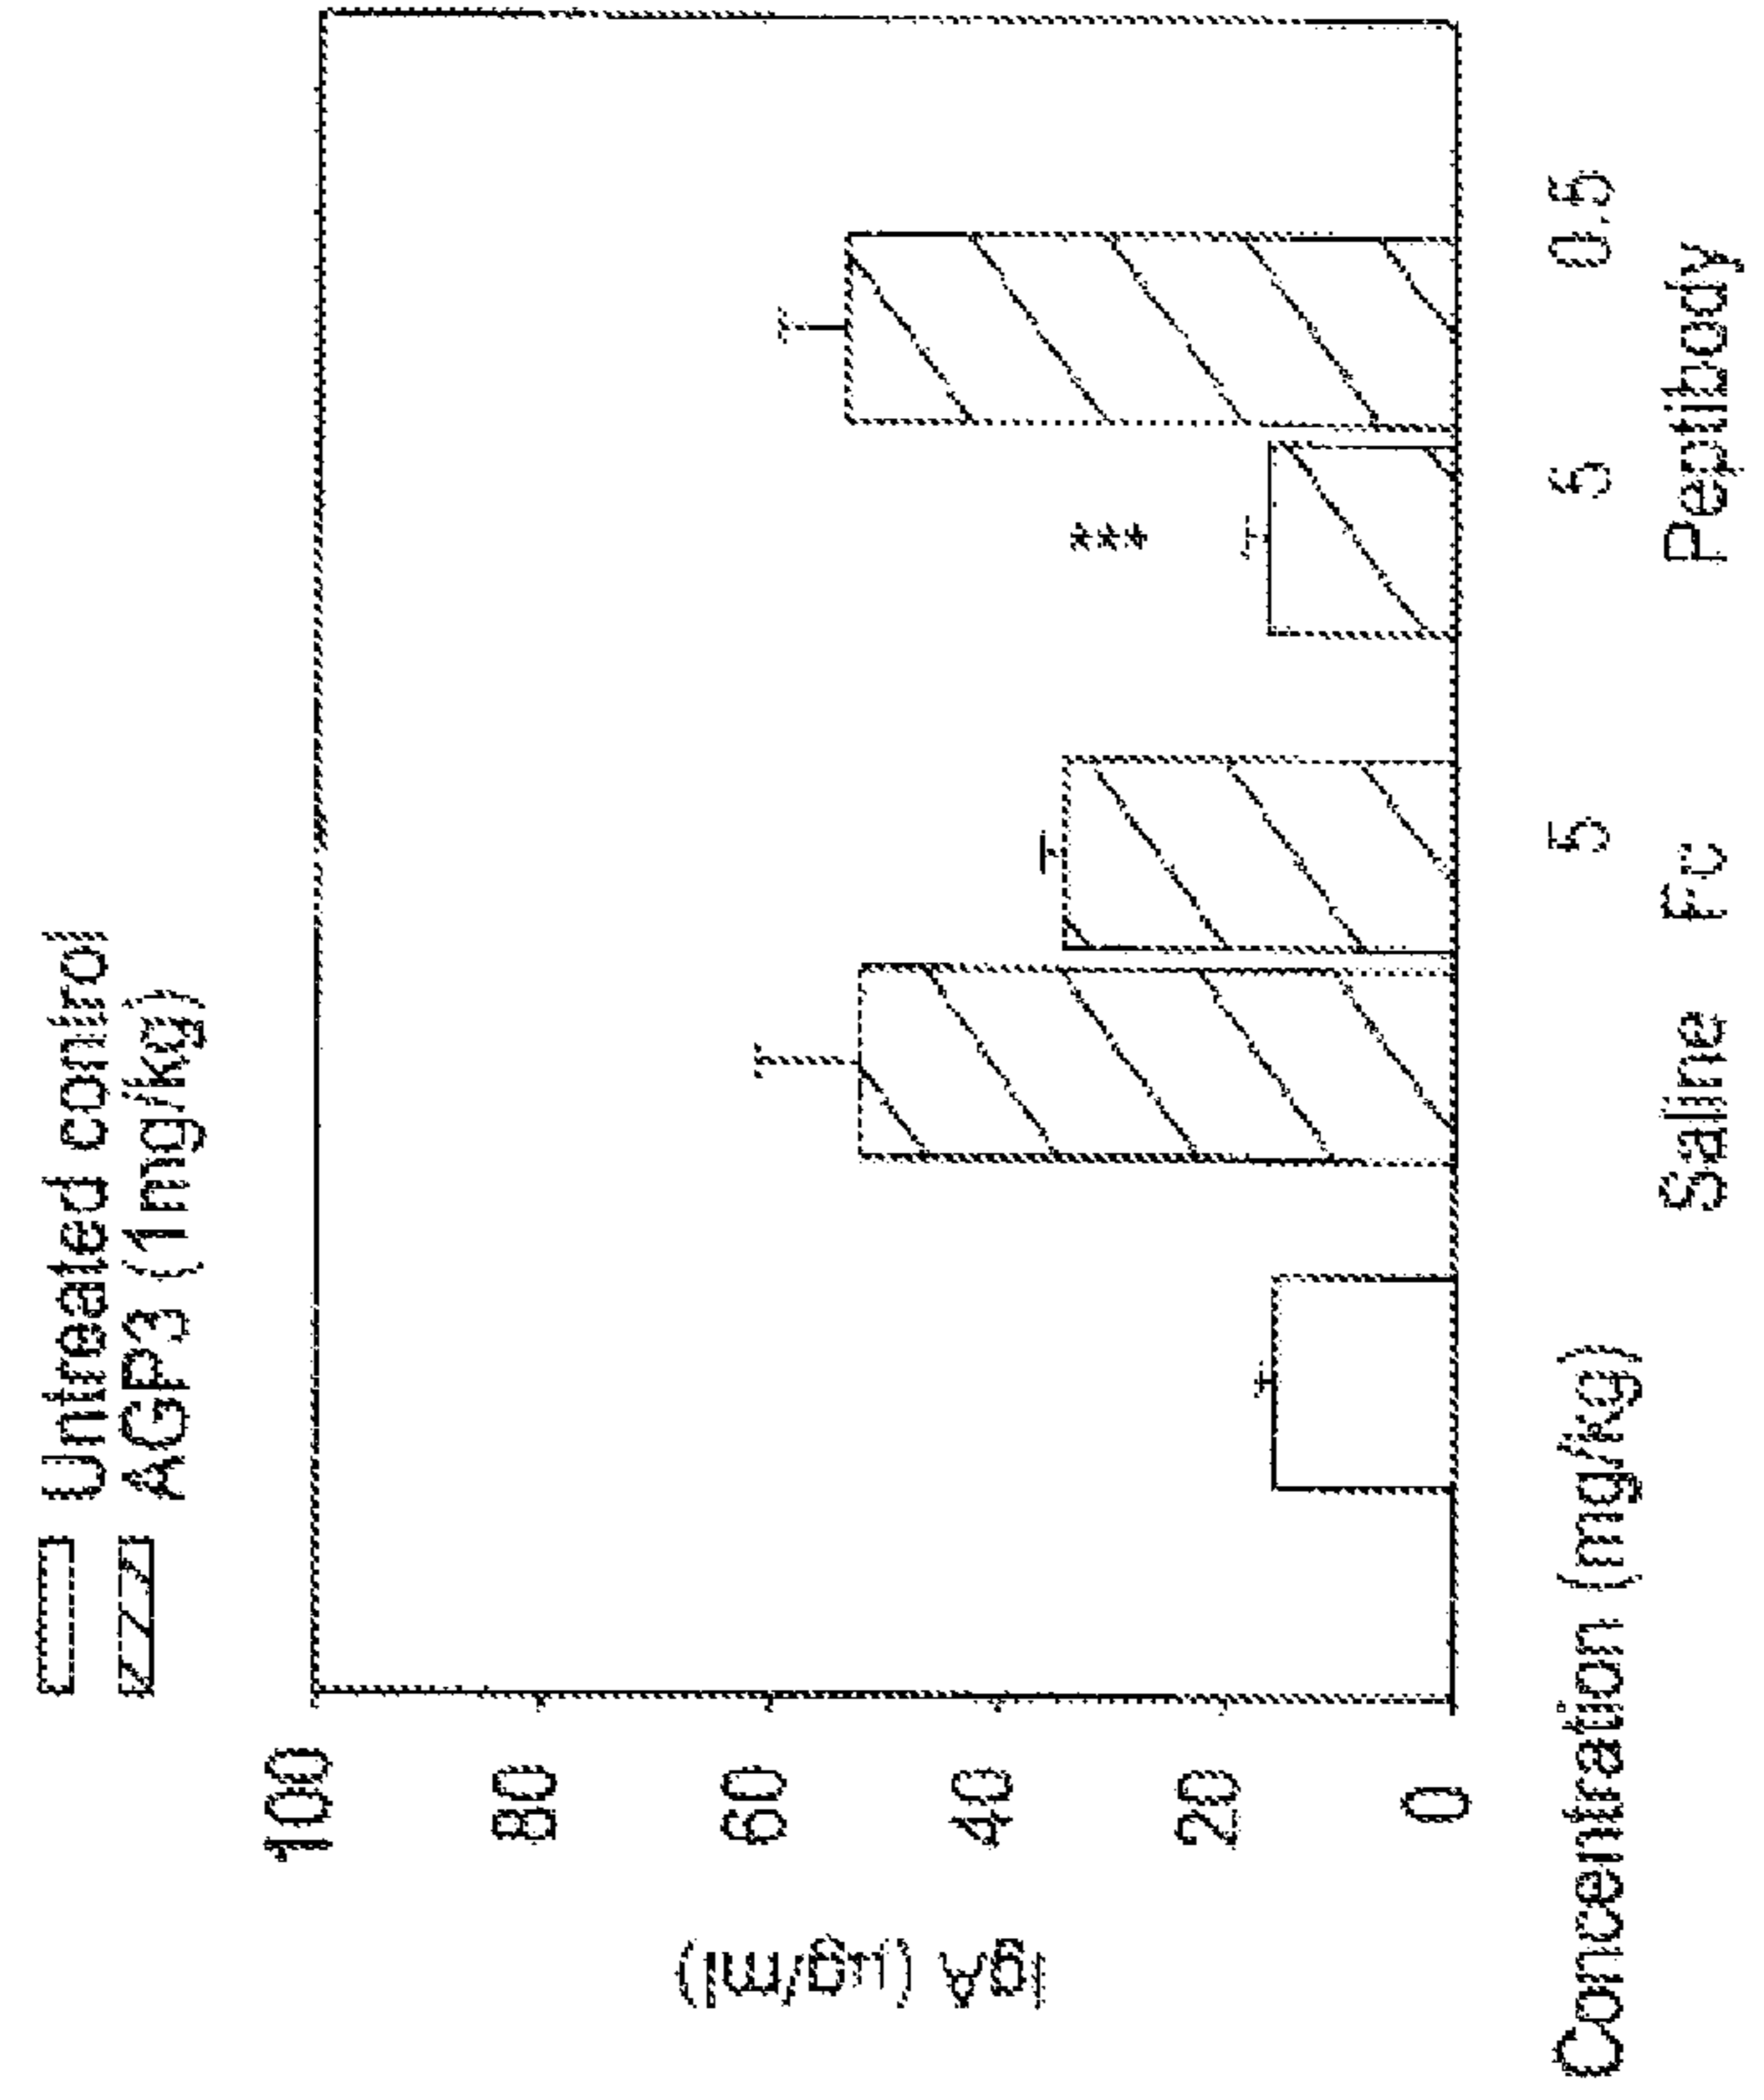 Untreated control
AGP3 (1mg/kg)
100
80
60
40
20
0
IgA (µg/ml)
***
Concentration (mg/kg) 5 5 0.5
Saline Fc Peptibody